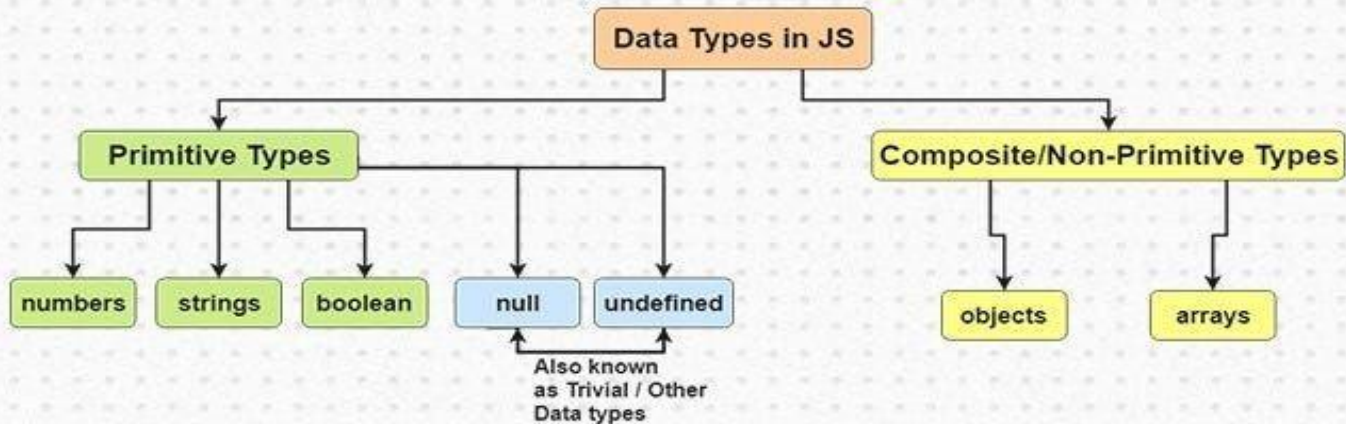 Data Types in JS
Primitive Types
Composite/Non-Primitive Types
numbers
strings
boolean
null
undefined
objects
arrays
Also known
as Trivial / Other
Data types